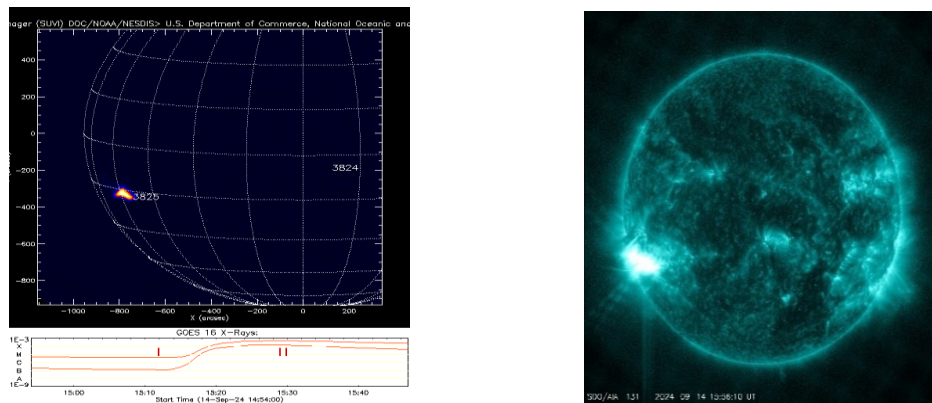 ager (SUVI) DOC/NOAA/NESDIS> U.S. Department of Commerce, National Oceanic and
400
200
0
-200
-400
-600
-800
3824
3825
-1000 -800 -600 -400 -200 0 200
X (arcsec)
GOES 16 X-Rays:
1E-3
X
M
C
B
A
1E-9
15:00 15:10 15:20 15:30 15:40
Start Time (14-Sep-24 14:54:00)
SDO/AIA 131 2024 09 14 15:56:10 UT